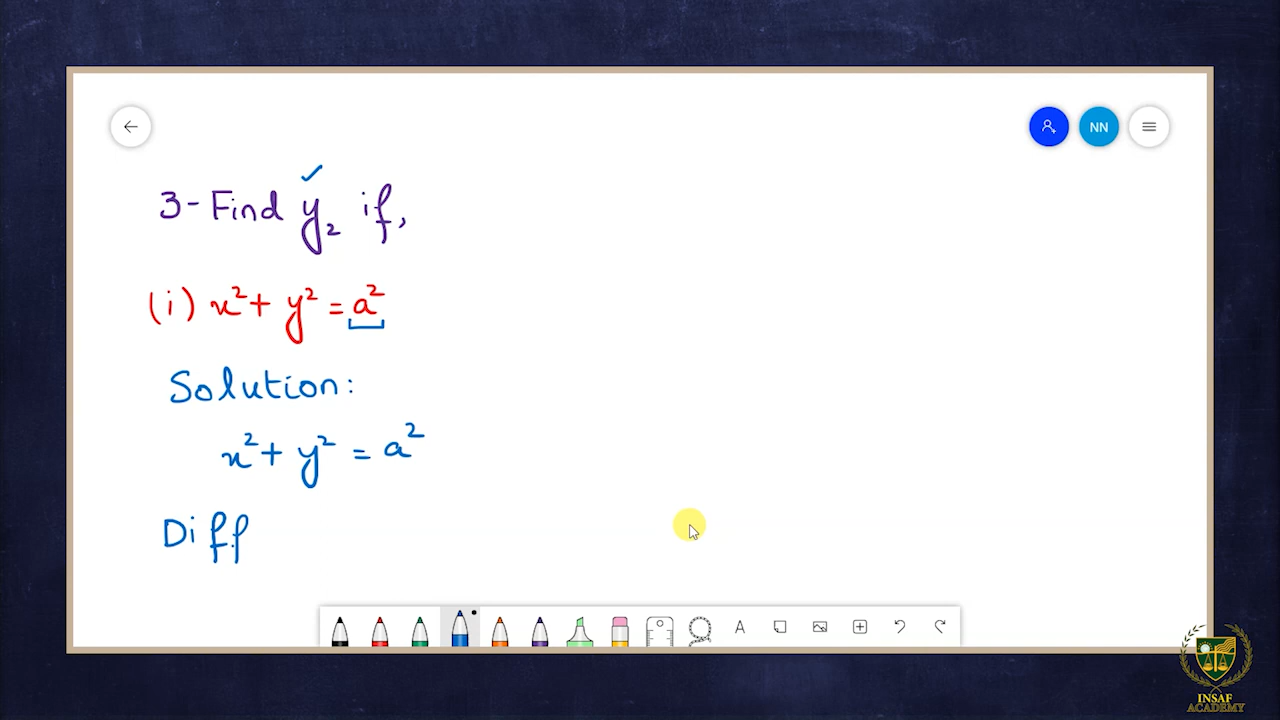 NN
3- Find y₂ if,
(i) x² + y² = a²
Solution:
x² + y² = a²
Diff
A
INSAF
ACADEMY